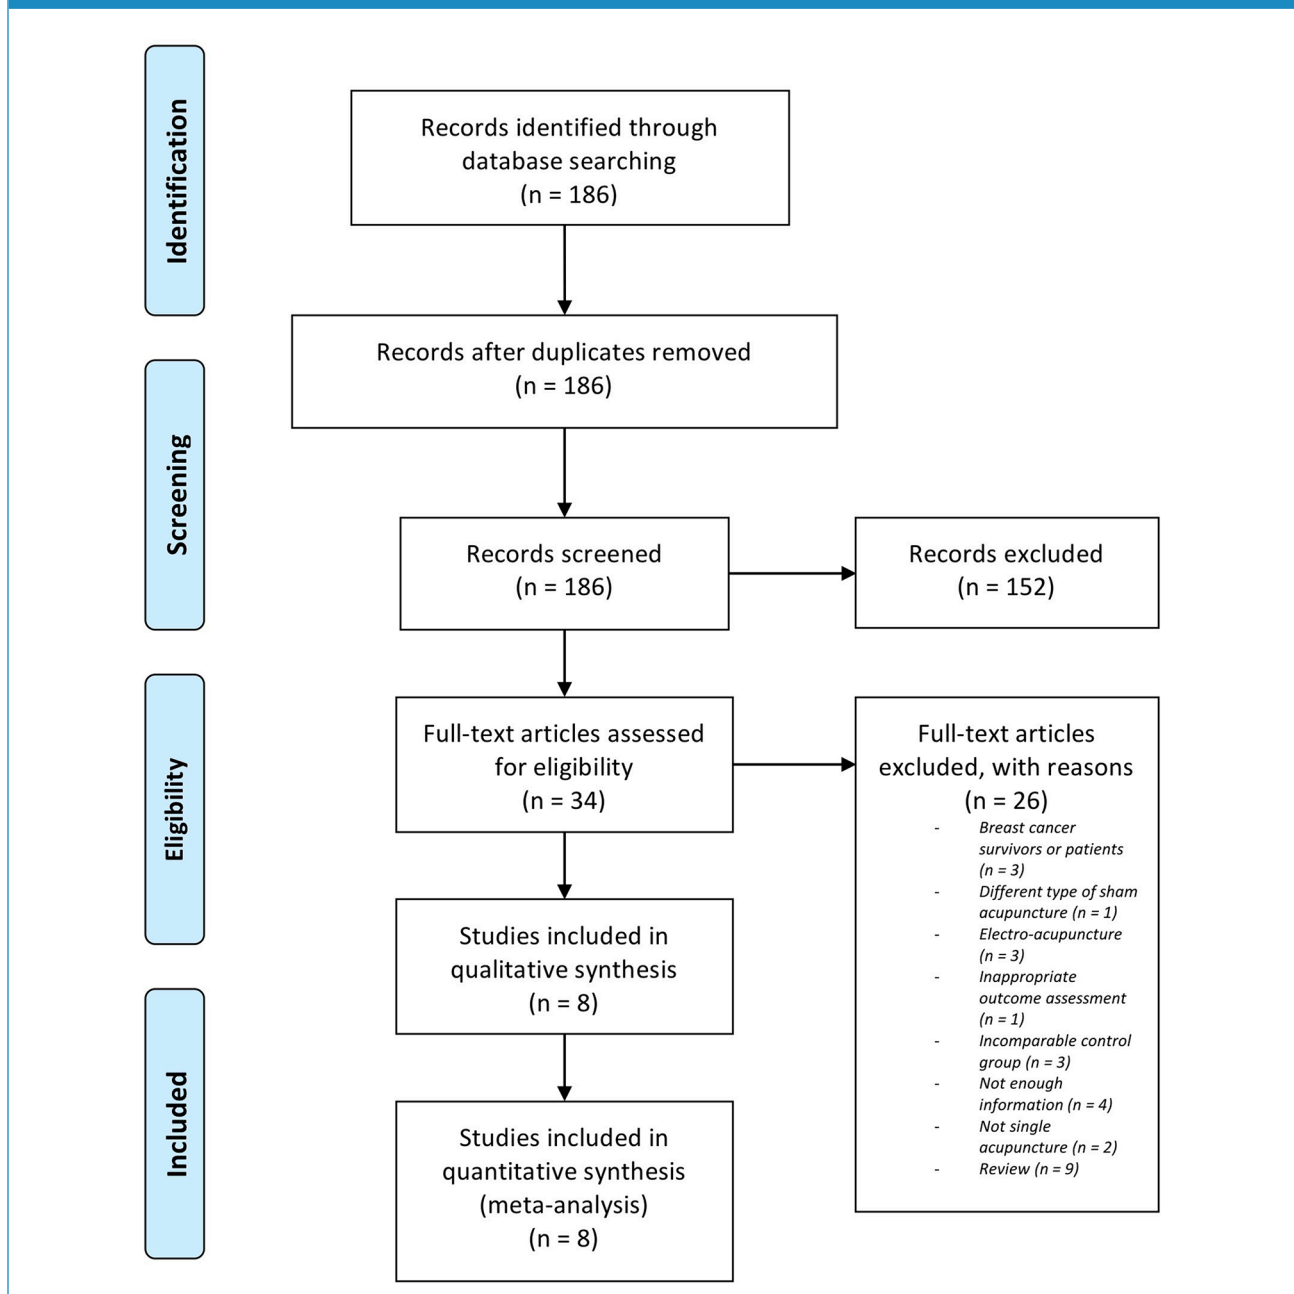 Identification
Records identified through
database searching
(n = 186)
Records after duplicates removed
(n = 186)
Screening
Records screened
(n = 186)
Records excluded
(n = 152)
Eligibility
Full-text articles assessed
for eligibility
(n = 34)
Full-text articles
excluded, with reasons
(n = 26)
- Breast cancer
survivors or patients
(n = 3)
- Different type of sham
acupuncture (n = 1)
- Electro-acupuncture
(n = 3)
- Inappropriate
outcome assessment
(n = 1)
- Incomparable control
group (n = 3)
- Not enough
information (n = 4)
- Not single
acupuncture (n = 2)
- Review (n = 9)
Studies included in
qualitative synthesis
(n = 8)
Included
Studies included in
quantitative synthesis
(meta-analysis)
(n = 8)